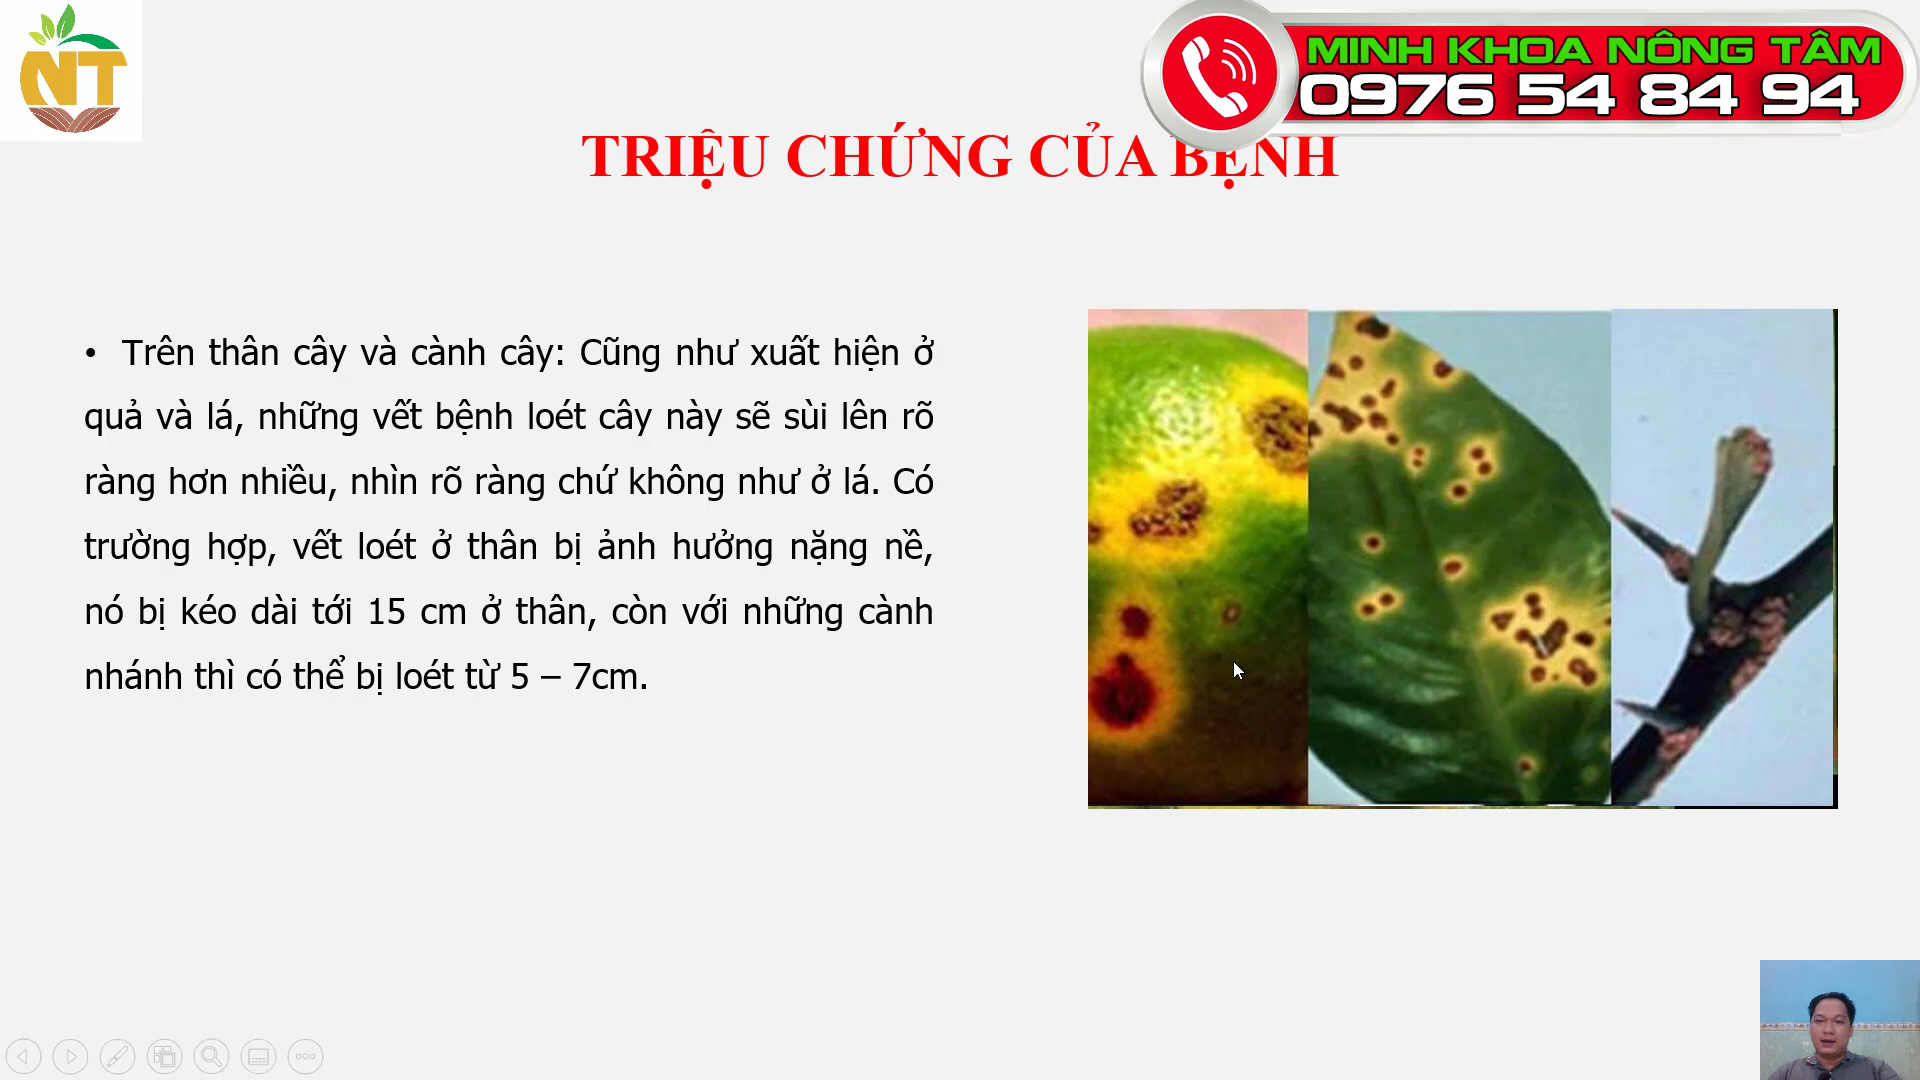 NT
MINH KHOA NÔNG TÂM
0976 54 84 94
TRIỆU CHỨNG CỦA BỆNH
• Trên thân cây và cành cây: Cũng như xuất hiện ở
quả và lá, những vết bệnh loét cây này sẽ sùi lên rõ
ràng hơn nhiều, nhìn rõ ràng chứ không như ở lá. Có
trường hợp, vết loét ở thân bị ảnh hưởng nặng nề,
nó bị kéo dài tới 15 cm ở thân, còn với những cành
nhánh thì có thể bị loét từ 5 – 7cm.